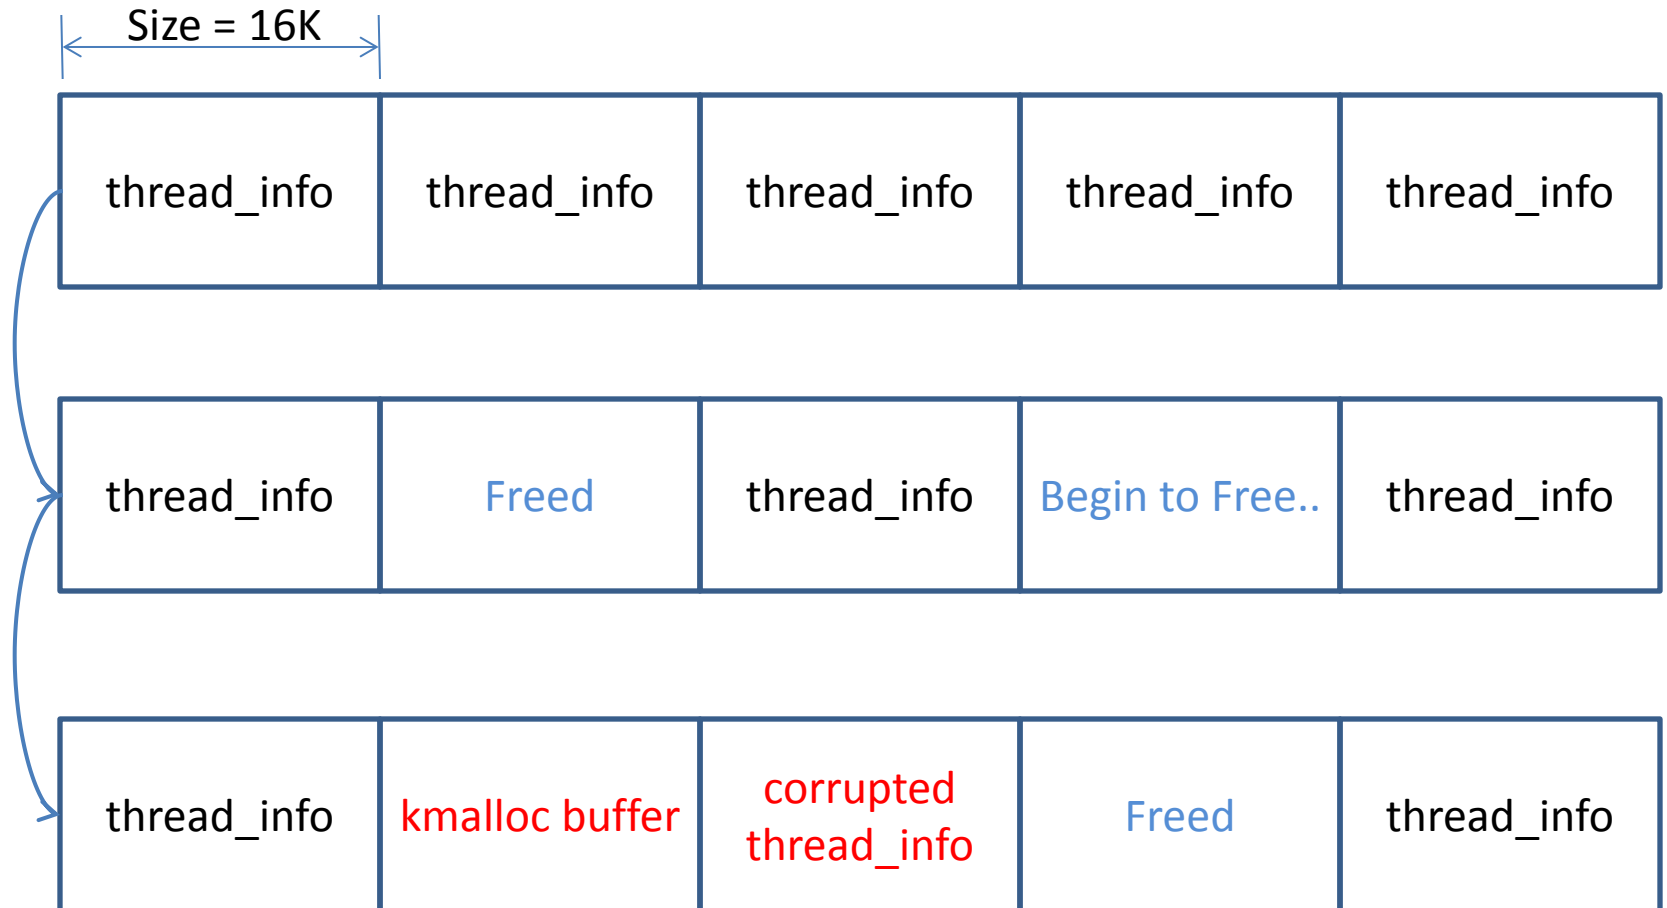 Size = 16K
thread_info
thread_info
thread_info
thread_info
thread_info
thread_info
Freed
thread_info
Begin to Free..
thread_info
thread_info
kmalloc buffer
corrupted
thread_info
Freed
thread_info